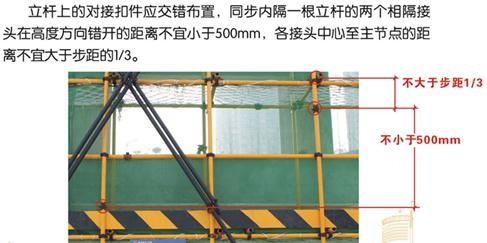 立杆上的对接扣件应交错布置，同步内隔一根立杆的两个相隔接
头在高度方向错开的距离不宜小于500mm，各接头中心至主节点的距
离不宜大于步距的1/3。
不大于步距1/3
不小于500mm